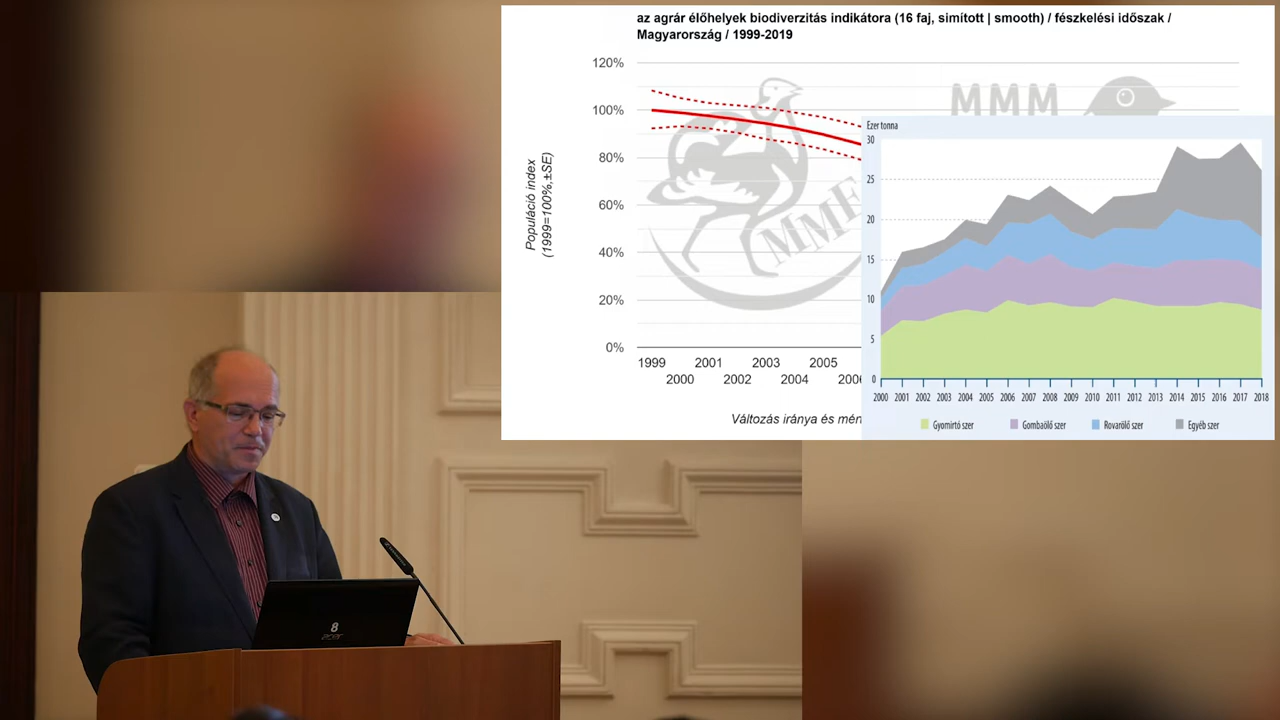 az agrár élőhelyek biodiverzitás indikátora (16 faj, simított | smooth) / fészkelési időszak /
Magyarország / 1999-2019
120%
100%
80%
60%
40%
20%
0%
Populáció index
(1999=100%,±SE)
MMM
MME
1999
2001
2003
2005
2000
2002
2004
2006
Változás iránya és mér
Ezer tonna
30
25
20
15
10
5
0
2000 2001 2002 2003 2004 2005 2006 2007 2008 2009 2010 2011 2012 2013 2014 2015 2016 2017 2018
Gyomirtó szer
Gombaölő szer
Rovarölő szer
Egyéb szer
8